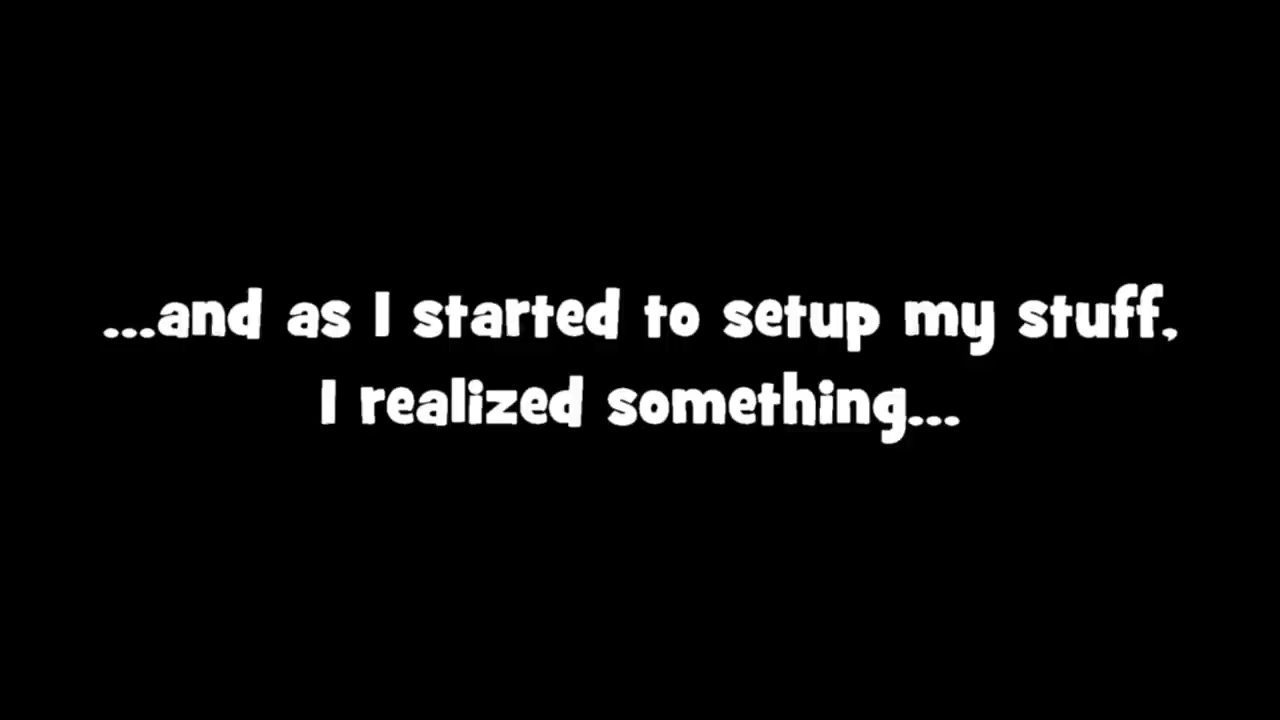 ...and as I started to setup my stuff,
I realized something...